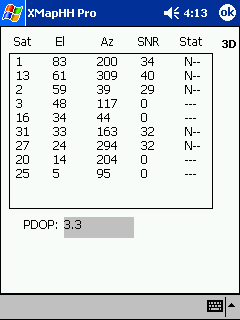 XMapHH Pro 4:13 ok
Sat El Az SNR Stat 3D
1 83 200 34 N--
13 61 309 40 N--
2 59 39 29 N--
3 48 117 0 ---
16 34 44 0 ---
31 33 163 32 N--
27 24 294 32 N--
20 14 204 0 ---
25 5 95 0 ---
PDOP: 3.3